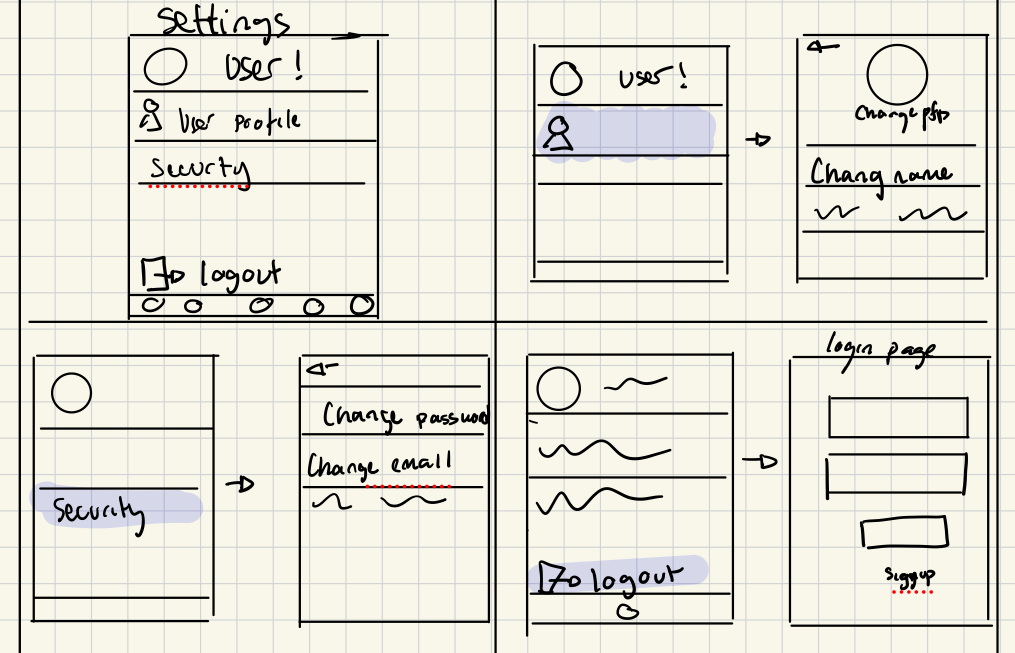 Settings
User!
User profile
Security
logout
user!
Change pfp
Chang name
Security
Change password
Change email
logout
login page
Siggup